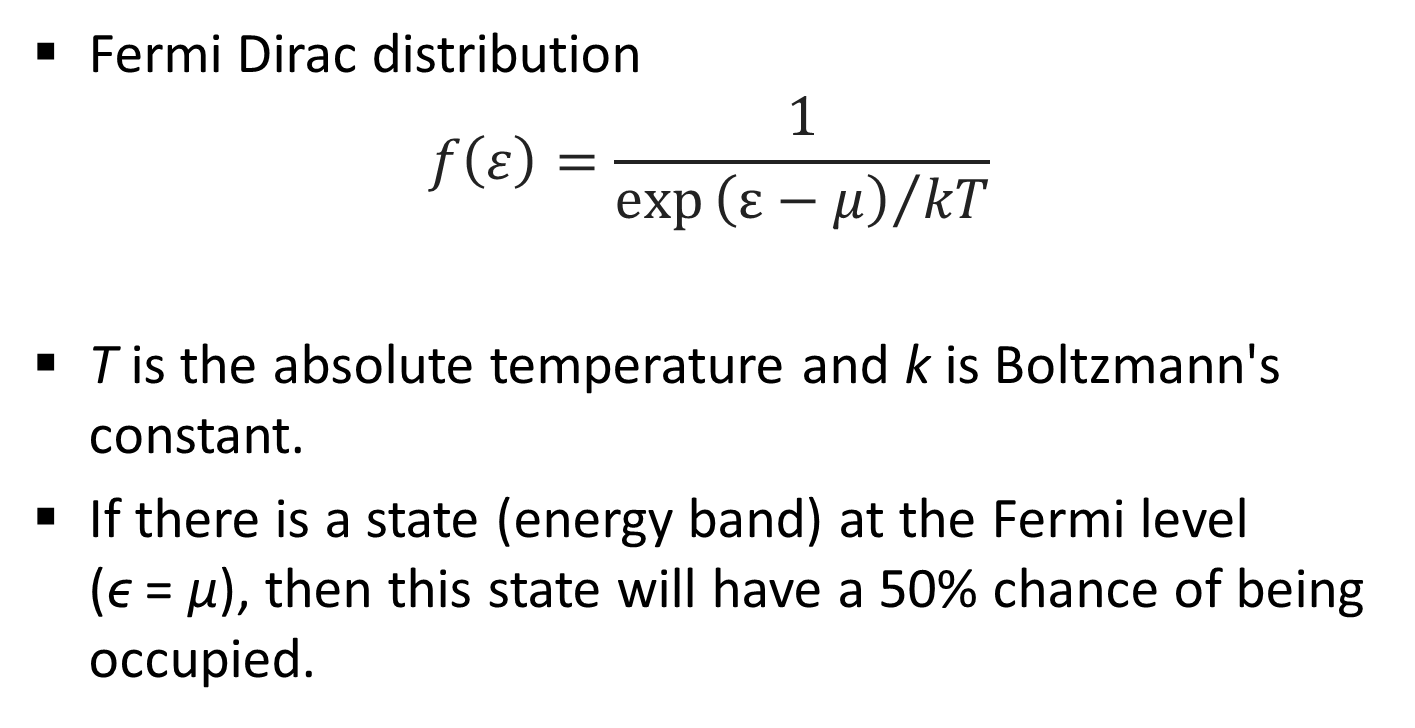 ▪ Fermi Dirac distribution
f(ε) = 1 / exp (ε − μ)/kT
▪ T is the absolute temperature and k is Boltzmann's
constant.
▪ If there is a state (energy band) at the Fermi level
(ϵ = μ), then this state will have a 50% chance of being
occupied.